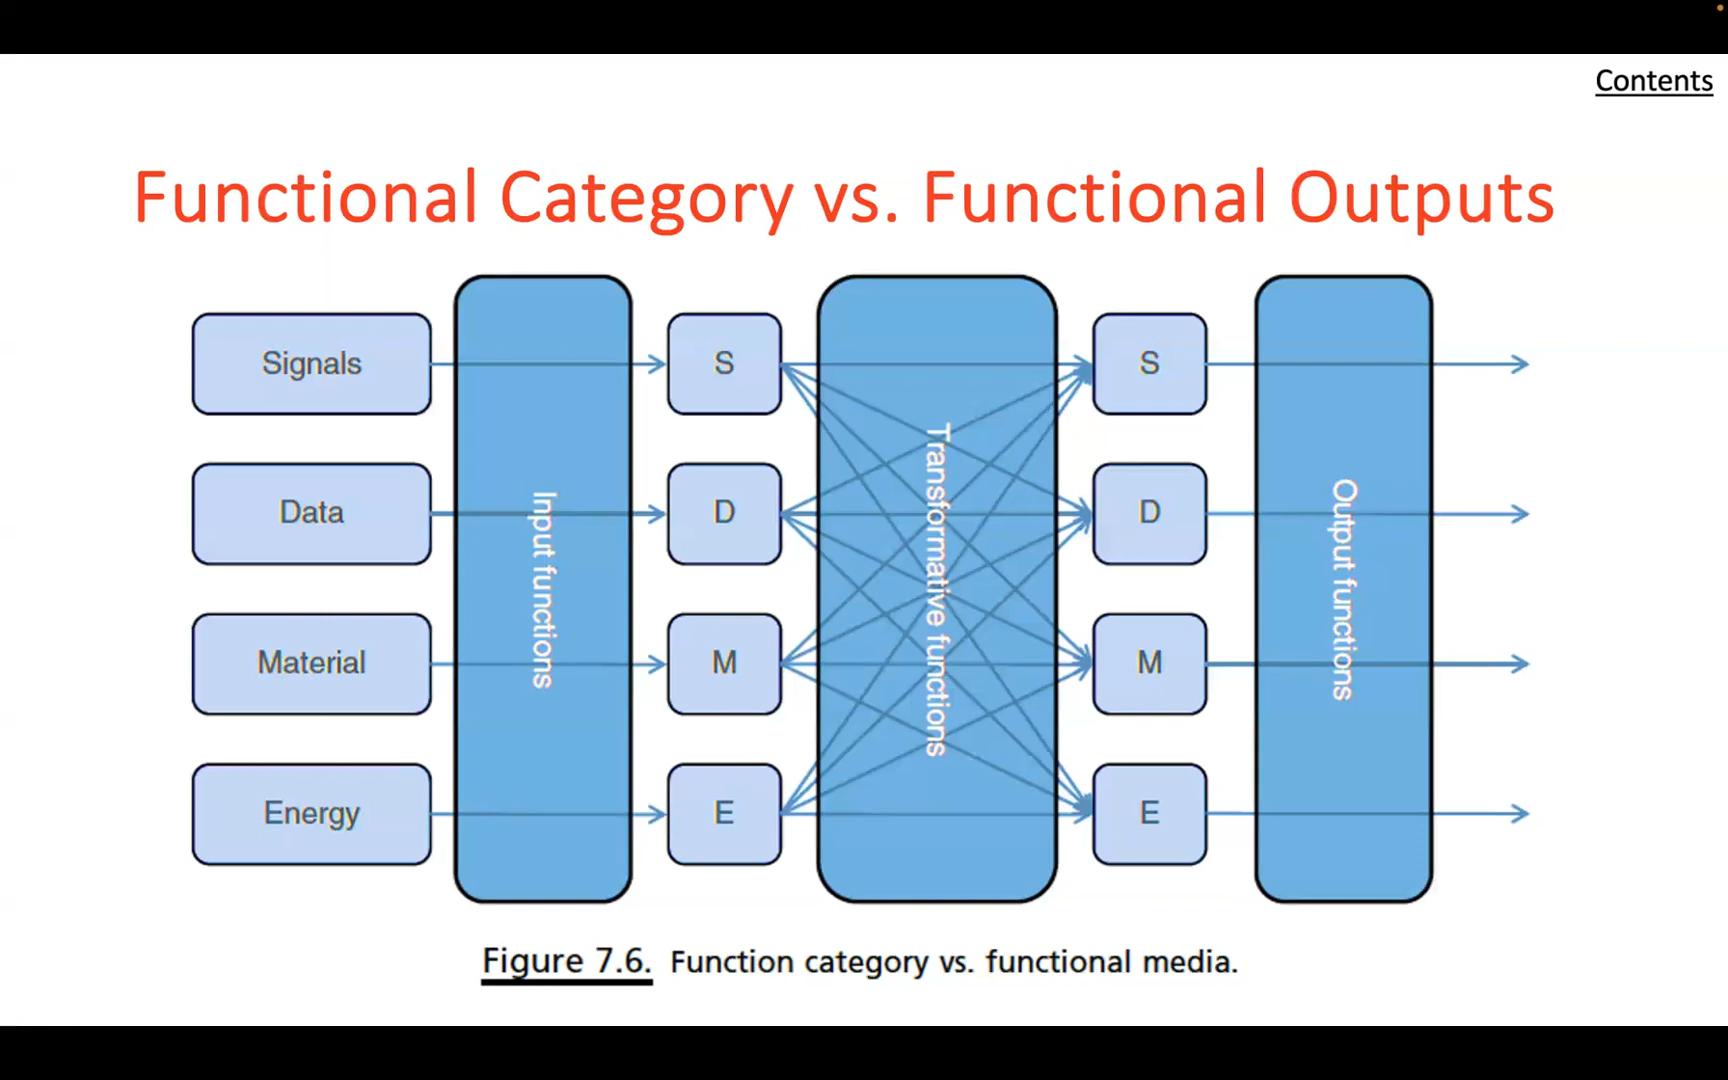 Contents
Functional Category vs. Functional Outputs
Signals
Data
Material
Energy
Input functions
S
D
M
E
Transformative functions
S
D
M
E
Output functions
Figure 7.6. Function category vs. functional media.